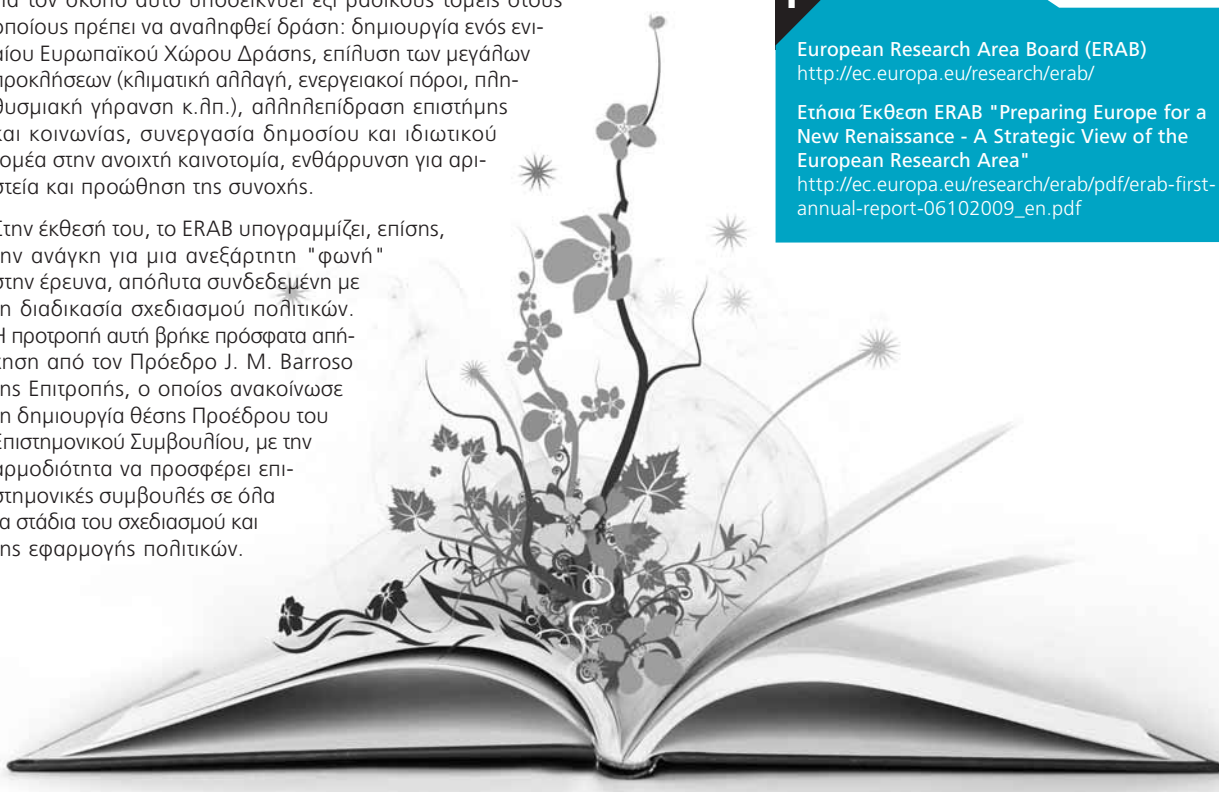 τον σκοπό αυτό υποδεικνύει έξι βασικούς τομείς στους
οποίους πρέπει να αναληφθεί δράση: δημιουργία ενός ενι-
αίου Ευρωπαϊκού Χώρου Δράσης, επίλυση των μεγάλων
προκλήσεων (κλιματική αλλαγή, ενεργειακοί πόροι, πλη-
θυσμιακή γήρανση κ.λπ.), αλληλεπίδραση επιστήμης
και κοινωνίας, συνεργασία δημοσίου και ιδιωτικού
τομέα στην ανοιχτή καινοτομία, ενθάρρυνση για αρι-
στεία και προώθηση της συνοχής.
Στην έκθεσή του, το ERAB υπογραμμίζει, επίσης,
την ανάγκη για μια ανεξάρτητη "φωνή"
στην έρευνα, απόλυτα συνδεδεμένη με
τη διαδικασία σχεδιασμού πολιτικών.
Η προτροπή αυτή βρήκε πρόσφατα απή-
χηση από τον Πρόεδρο J. M. Barroso
της Επιτροπής, ο οποίος ανακοίνωσε
τη δημιουργία θέσης Προέδρου του
Επιστημονικού Συμβουλίου, με την
αρμοδιότητα να προσφέρει επι-
στημονικές συμβουλές σε όλα
τα στάδια του σχεδιασμού και
της εφαρμογής πολιτικών.
European Research Area Board (ERAB)
http://ec.europa.eu/research/erab/
Ετήσια Έκθεση ERAB "Preparing Europe for a
New Renaissance - A Strategic View of the
European Research Area"
http://ec.europa.eu/research/erab/pdf/erab-first-
annual-report-06102009_en.pdf